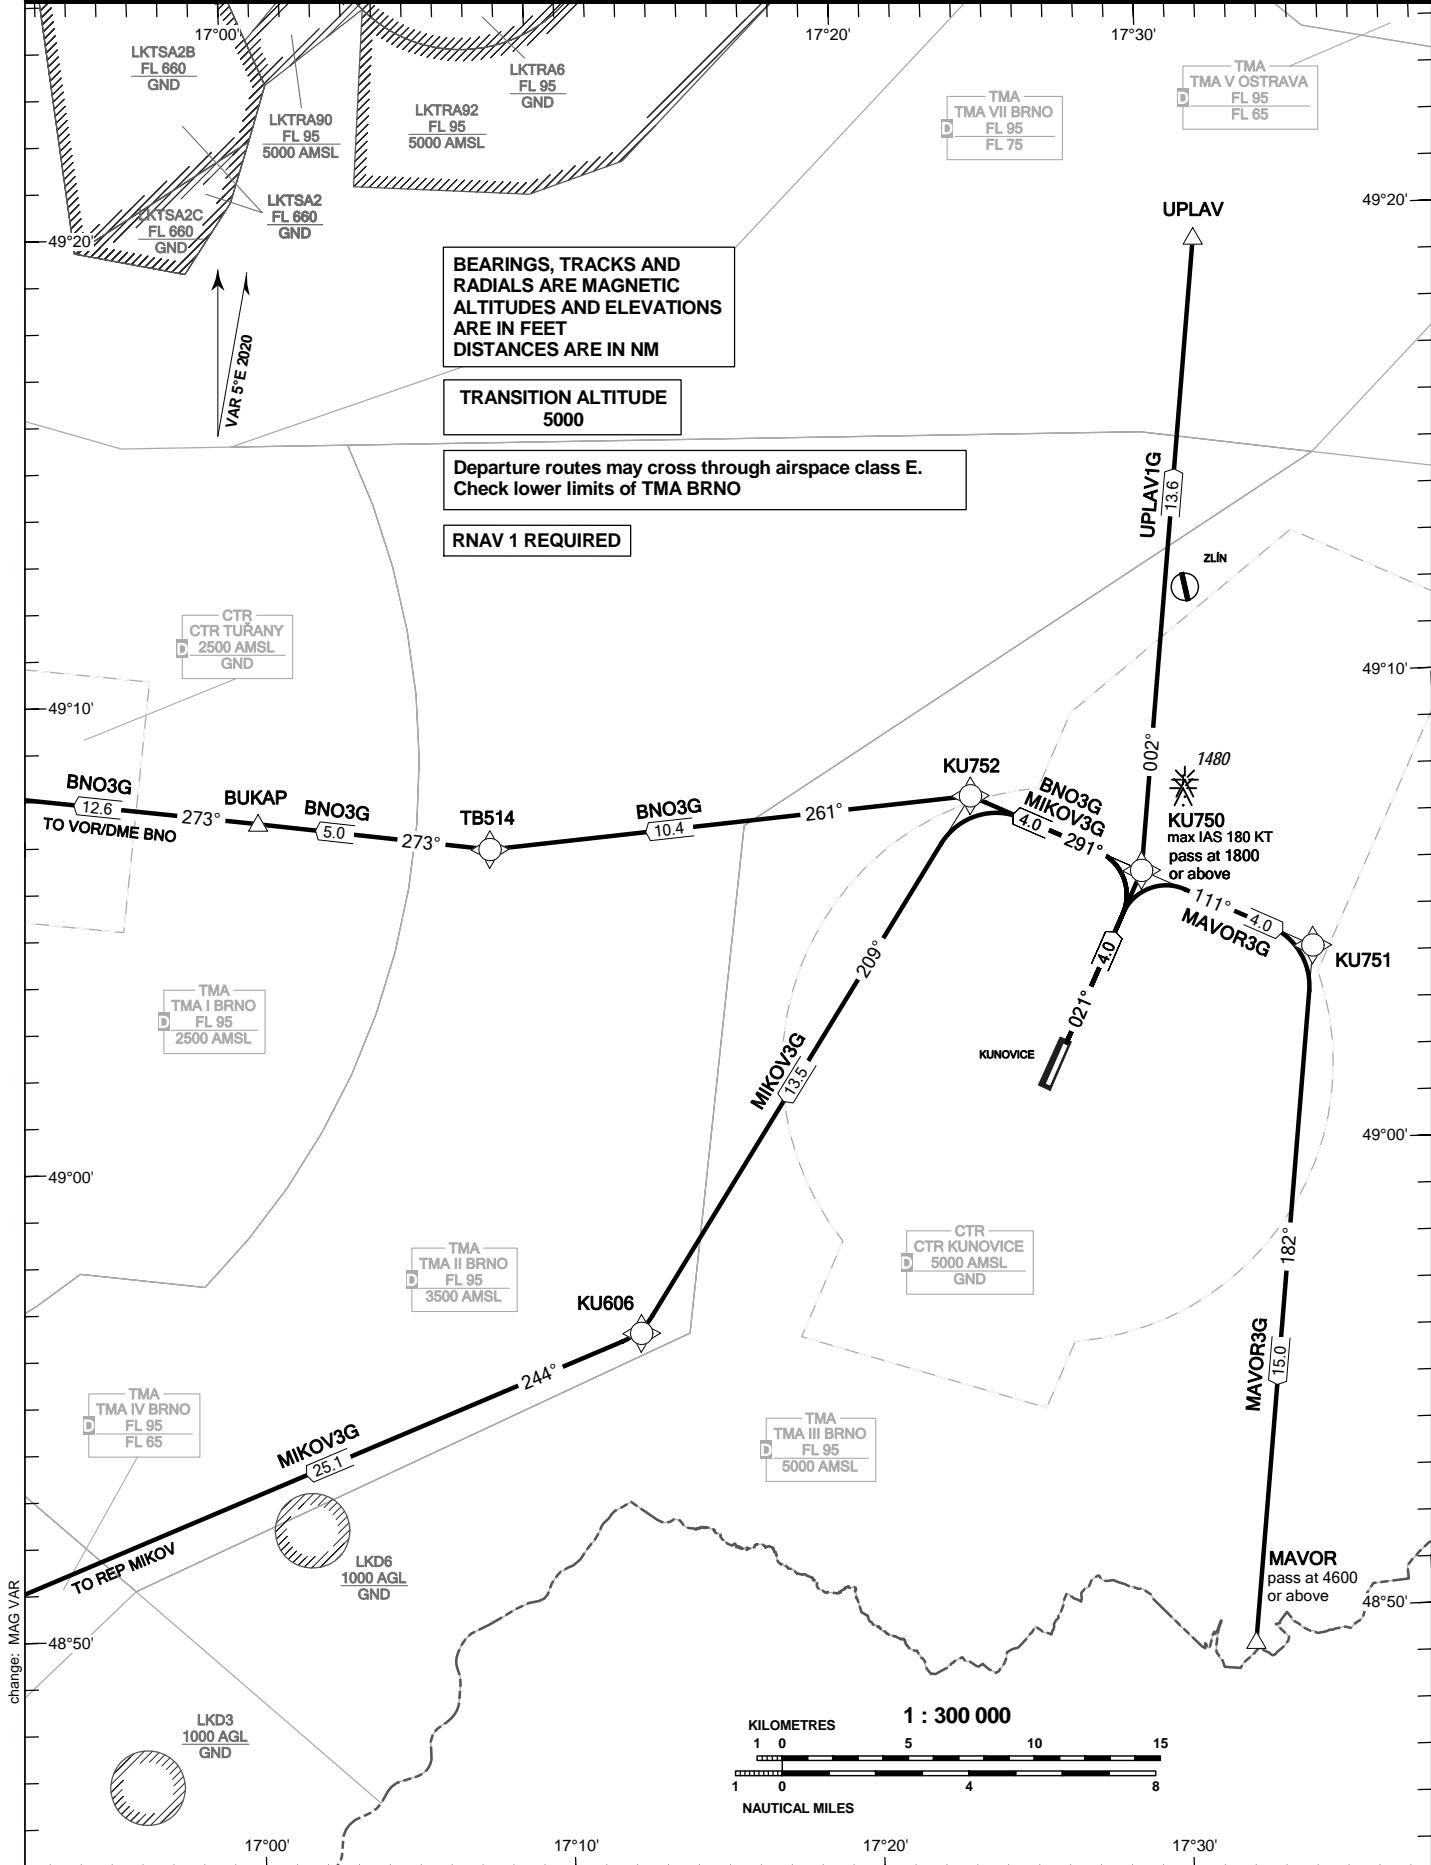 17°00'
17°20'
17°30'
LKTSA2B
FL 660
GND
LKTRA90
FL 95
5000 AMSL
LKTRA92
FL 95
5000 AMSL
LKTRA6
FL 95
GND
TMA
TMA VII BRNO
D
FL 95
FL 75
TMA
TMA V OSTRAVA
D
FL 95
FL 65
LKTSA2C
FL 660
GND
LKTSA2
FL 660
GND
49°20'
49°20'
UPLAV
VAR 5°E 2020
BEARINGS, TRACKS AND
RADIALS ARE MAGNETIC
ALTITUDES AND ELEVATIONS
ARE IN FEET
DISTANCES ARE IN NM
TRANSITION ALTITUDE
5000
Departure routes may cross through airspace class E.
Check lower limits of TMA BRNO
RNAV 1 REQUIRED
UPLAV1G
13.6
ZLÍN
CTR
CTR TUŘANY
D
2500 AMSL
GND
49°10'
49°10'
002°
1480
KU750
max IAS 180 KT
pass at 1800
or above
KU752
BNO3G
MIKOV3G
4.0
291°
BNO3G
12.6
TO VOR/DME BNO
273°
BUKAP
BNO3G
5.0
273°
TB514
BNO3G
10.4
261°
111°
4.0
MAVOR3G
KU751
4.0
021°
KUNOVICE
209°
MIKOV3G
13.5
TMA
TMA I BRNO
D
FL 95
2500 AMSL
49°00'
49°00'
TMA
TMA II BRNO
D
FL 95
3500 AMSL
CTR
CTR KUNOVICE
D
5000 AMSL
GND
182°
MAVOR3G
15.0
KU606
244°
TMA
TMA IV BRNO
D
FL 95
FL 65
MIKOV3G
25.1
TMA
TMA III BRNO
D
FL 95
5000 AMSL
TO REP MIKOV
LKD6
1000 AGL
GND
MAVOR
pass at 4600
or above
48°50'
48°50'
change: MAG VAR
LKD3
1000 AGL
GND
1 : 300 000
KILOMETRES
1 0 5 10 15
1 0 4 8
NAUTICAL MILES
17°00'
17°10'
17°20'
17°30'